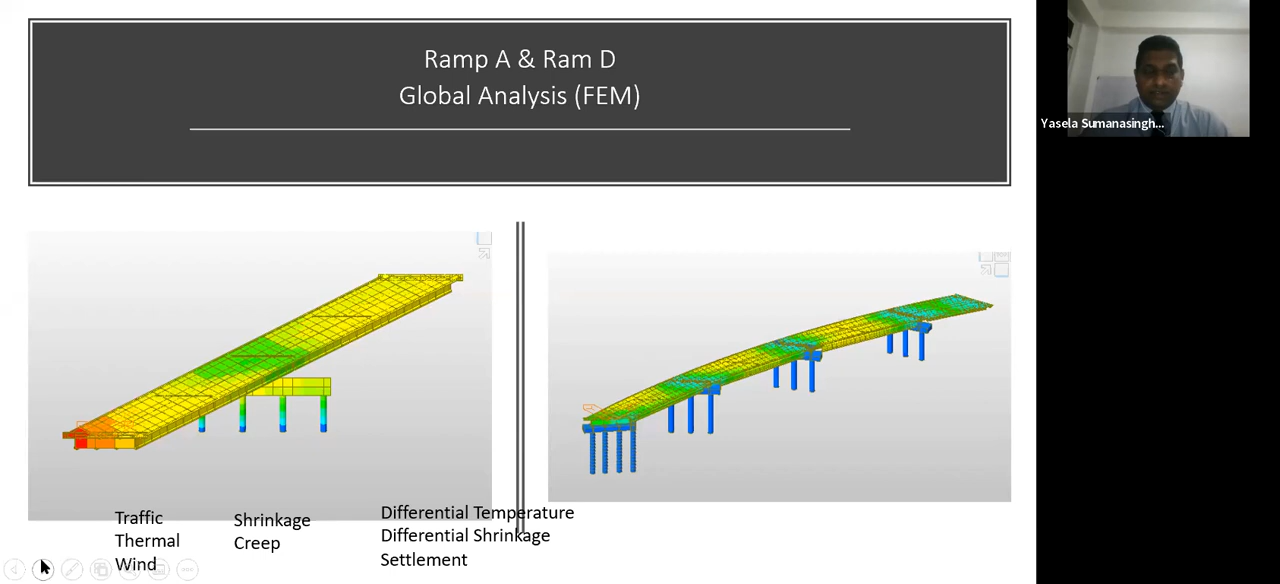 Ramp A & Ram D
Global Analysis (FEM)
Yasela Sumanasingh...
Traffic
Thermal
Wind
Shrinkage
Creep
Differential Temperature
Differential Shrinkage
Settlement